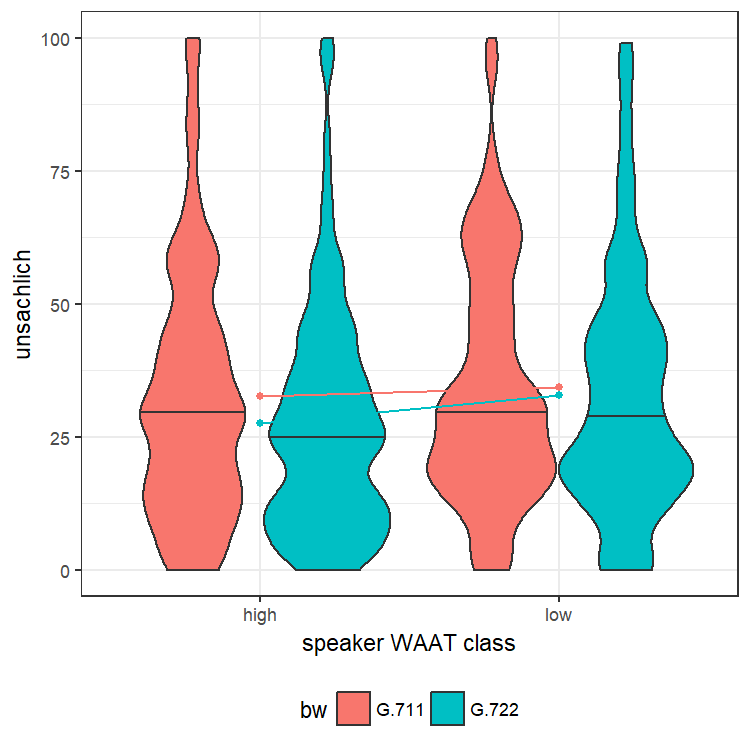 100
75
50
25
0
unsachlich
high low
speaker WAAT class
bw G.711 G.722